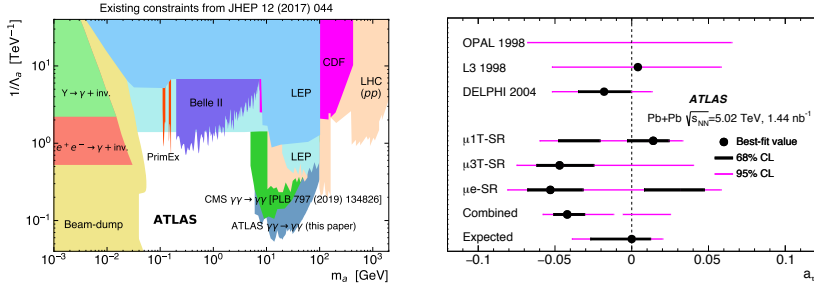 Existing constraints from JHEP 12 (2017) 044
1/Λₐ [TeV⁻¹]
10¹
10⁰
10⁻¹
CDF
LHC
(pp)
LEP
Υ → γ + inv.
Belle II
e⁺e⁻ → γ + inv.
PrimEx
LEP
CMS γγ → γγ [PLB 797 (2019) 134826]
Beam-dump
ATLAS
ATLAS γγ → γγ (this paper)
10⁻³ 10⁻² 10⁻¹ 10⁰ 10¹ 10² 10³
mₐ [GeV]
OPAL 1998
L3 1998
DELPHI 2004
ATLAS
Pb+Pb √sNN=5.02 TeV, 1.44 nb⁻¹
μ1T-SR
Best-fit value
68% CL
μ3T-SR
95% CL
μe-SR
Combined
Expected
−0.1 −0.05 0 0.05 0.1